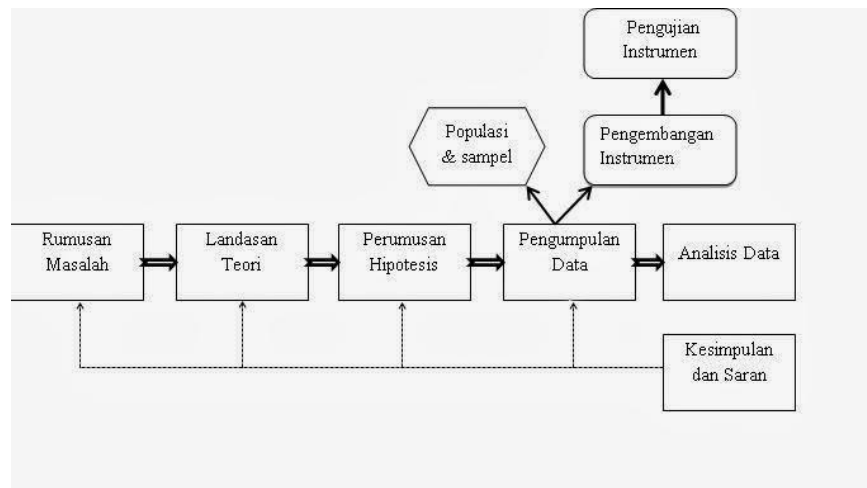 Pengujian
Instrumen
Populasi
& sampel
Pengembangan
Instrumen
Rumusan
Masalah
Landasan
Teori
Perumusan
Hipotesis
Pengumpulan
Data
Analisis Data
Kesimpulan
dan Saran